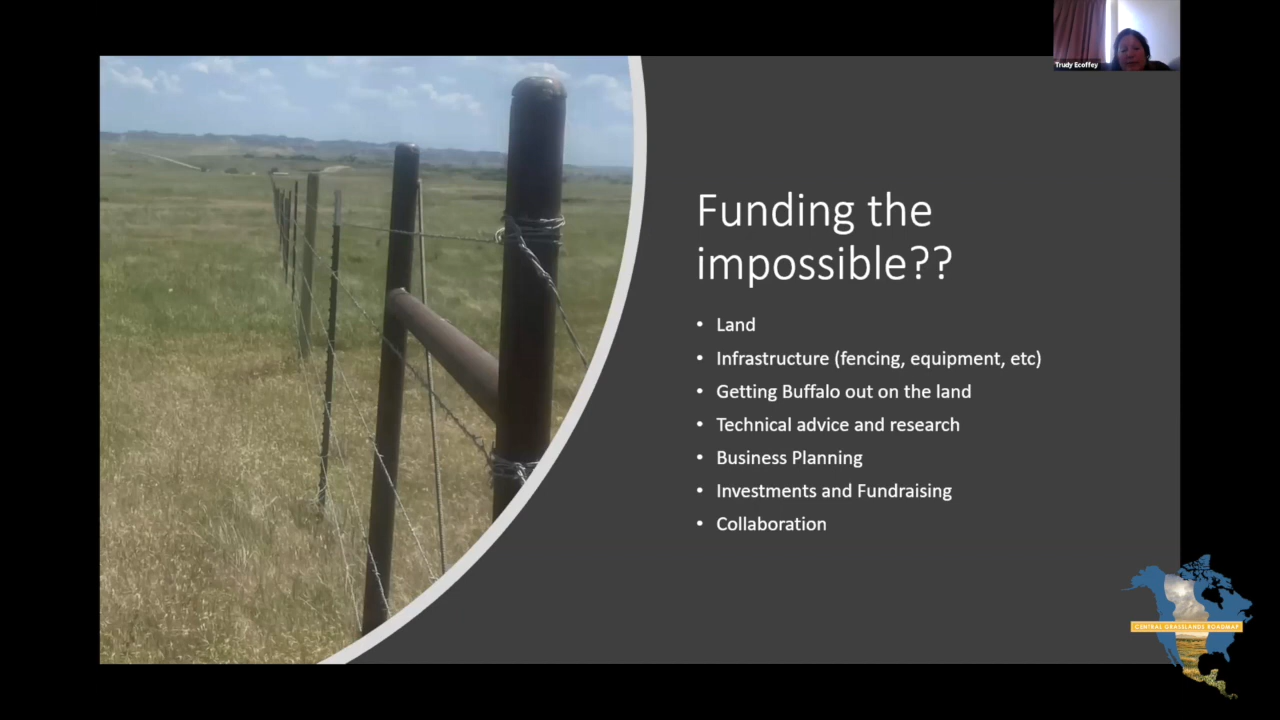 Trudy Ecoffey
Funding the
impossible??
• Land
• Infrastructure (fencing, equipment, etc)
• Getting Buffalo out on the land
• Technical advice and research
• Business Planning
• Investments and Fundraising
• Collaboration
CENTRAL GRASSLANDS ROADMAP